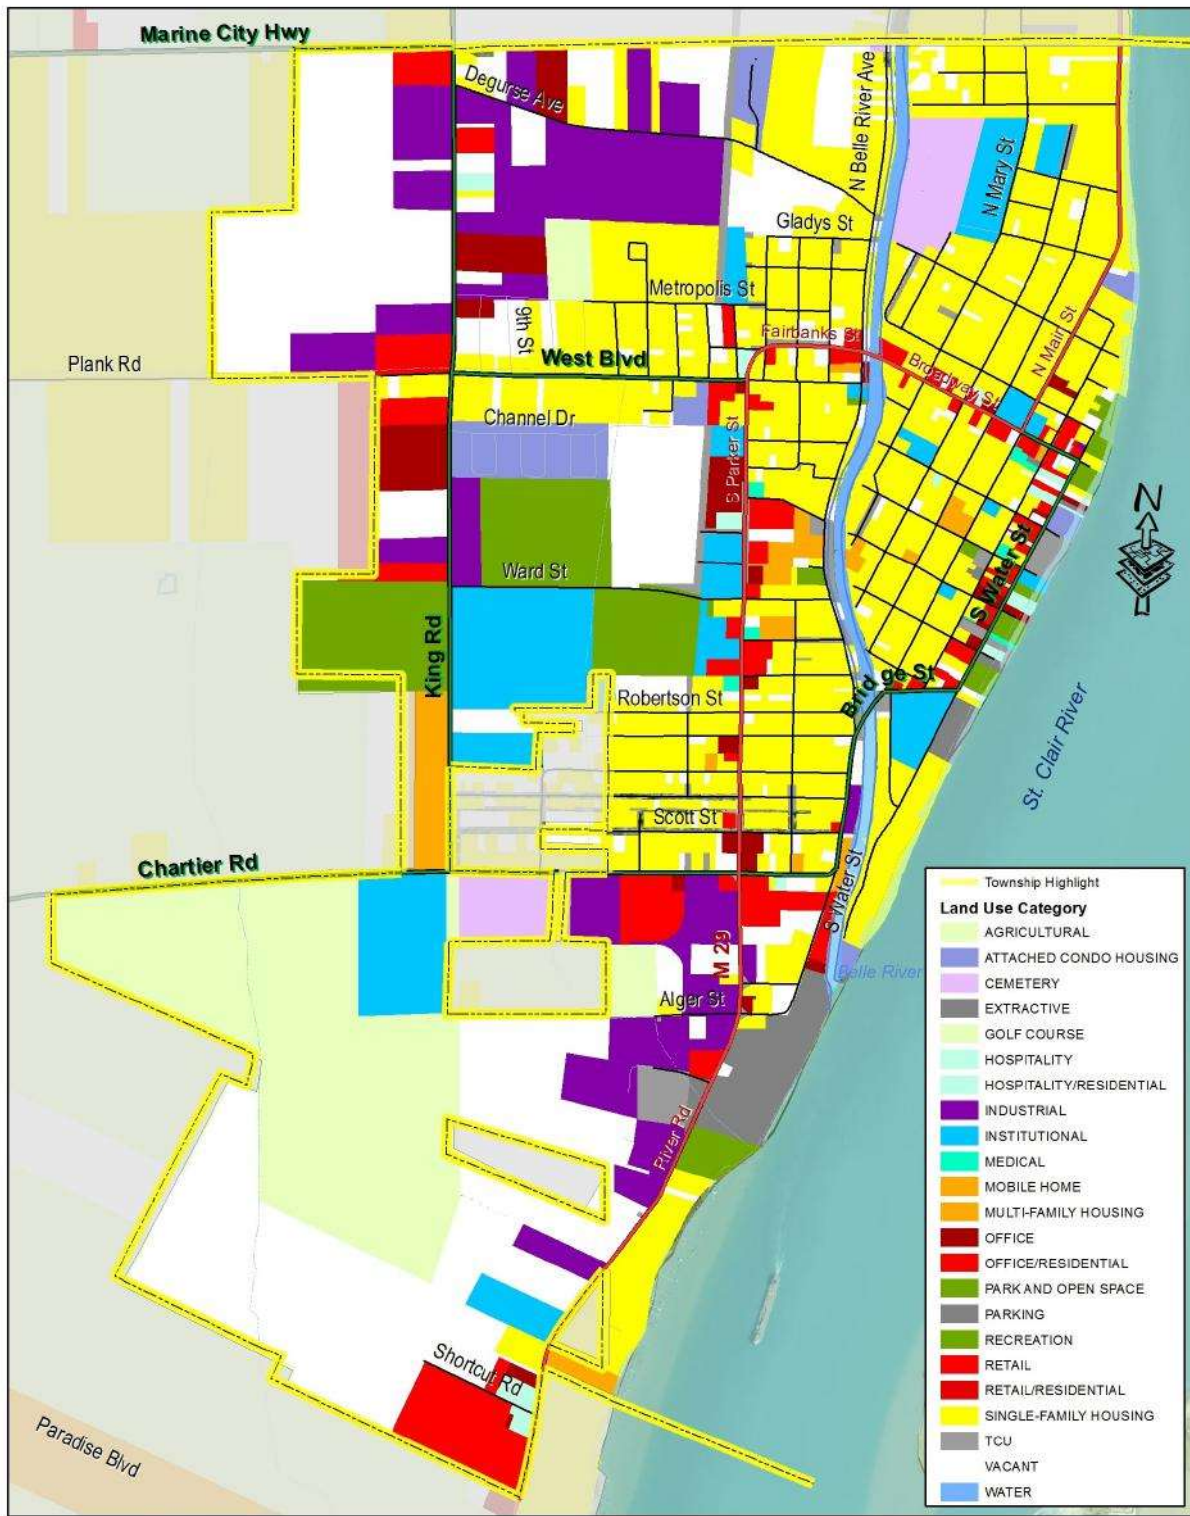 Marine City Hwy
Degurse Ave
N Belle River Ave
N Mary St
Gladys St
Metropolis St
9th St
Fairbanks St
N Main St
Plank Rd
West Blvd
Broadway St
Channel Dr
S Parker St
N
Ward St
S Water St
King Rd
Robertson St
Bridge St
St. Clair River
Scott St
Chartier Rd
S Water St
M 29
Belle River
Alger St
River Rd
Shortcut Rd
Paradise Blvd
Township Highlight
Land Use Category
AGRICULTURAL
ATTACHED CONDO HOUSING
CEMETERY
EXTRACTIVE
GOLF COURSE
HOSPITALITY
HOSPITALITY/RESIDENTIAL
INDUSTRIAL
INSTITUTIONAL
MEDICAL
MOBILE HOME
MULTI-FAMILY HOUSING
OFFICE
OFFICE/RESIDENTIAL
PARK AND OPEN SPACE
PARKING
RECREATION
RETAIL
RETAIL/RESIDENTIAL
SINGLE-FAMILY HOUSING
TCU
VACANT
WATER